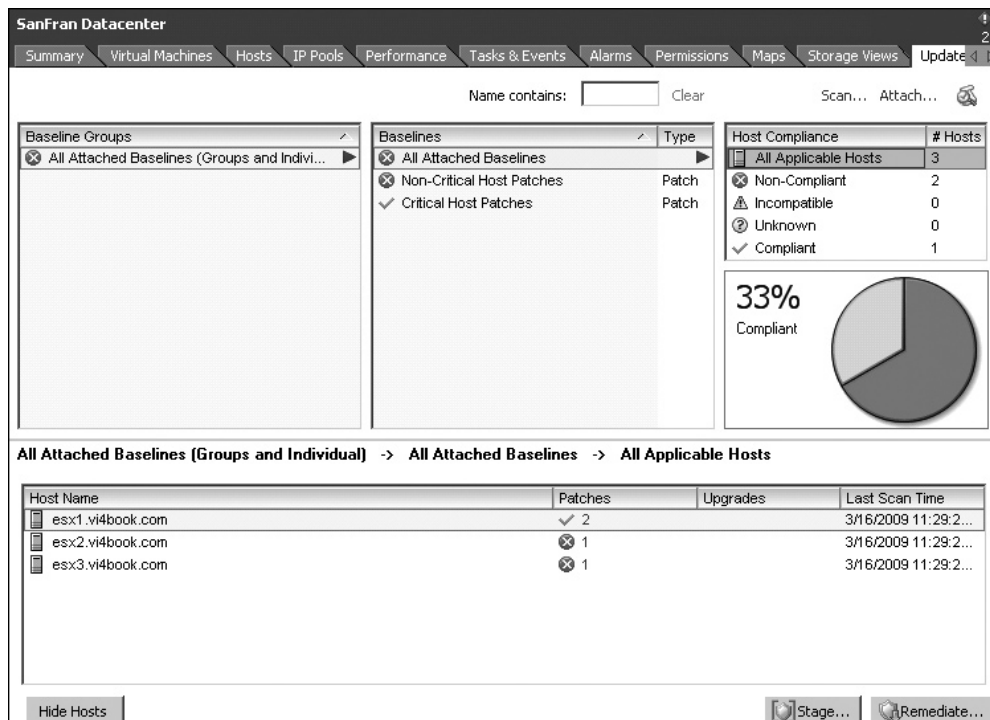 SanFran Datacenter
2
Summary Virtual Machines Hosts IP Pools Performance Tasks & Events Alarms Permissions Maps Storage Views Update
Name contains: Clear Scan... Attach...
Baseline Groups
All Attached Baselines (Groups and Indivi...
Baselines Type
All Attached Baselines
Non-Critical Host Patches Patch
Critical Host Patches Patch
Host Compliance # Hosts
All Applicable Hosts 3
Non-Compliant 2
Incompatible 0
Unknown 0
Compliant 1
33%
Compliant
All Attached Baselines (Groups and Individual) -> All Attached Baselines -> All Applicable Hosts
Host Name Patches Upgrades Last Scan Time
esx1.vi4book.com 2 3/16/2009 11:29:2...
esx2.vi4book.com 1 3/16/2009 11:29:2...
esx3.vi4book.com 1 3/16/2009 11:29:2...
Hide Hosts Stage... Remediate...